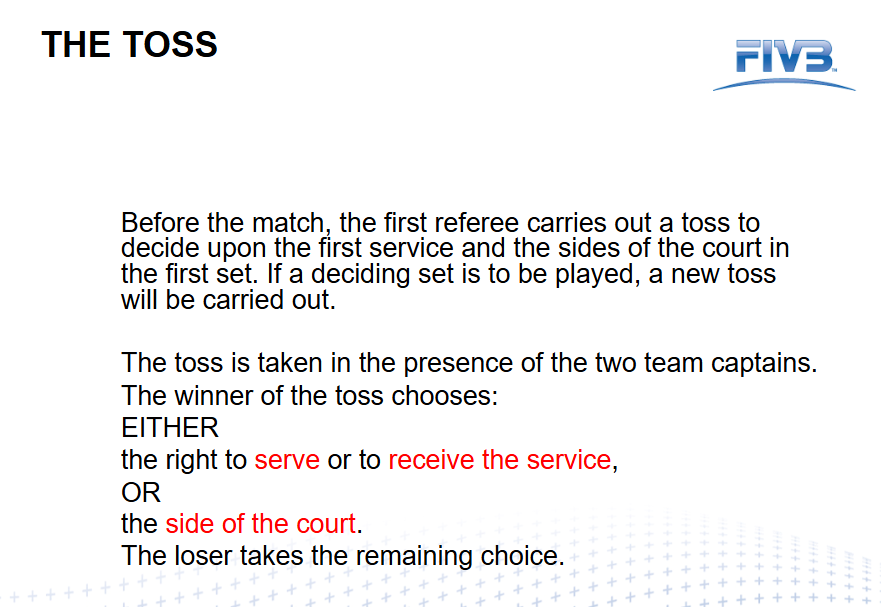 THE TOSS
FIVB
TM
Before the match, the first referee carries out a toss to
decide upon the first service and the sides of the court in
the first set. If a deciding set is to be played, a new toss
will be carried out.
The toss is taken in the presence of the two team captains.
The winner of the toss chooses:
EITHER
the right to serve or to receive the service,
OR
the side of the court.
The loser takes the remaining choice.